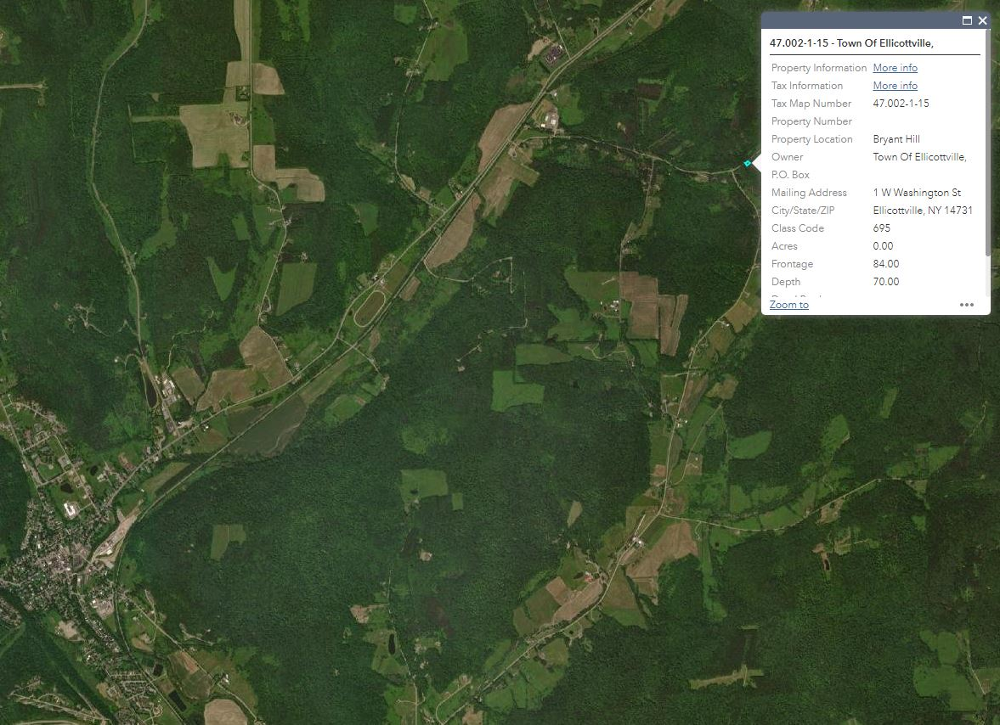 47.002-1-15 - Town Of Ellicottville,
Property Information More info
Tax Information More info
Tax Map Number 47.002-1-15
Property Number
Property Location Bryant Hill
Owner Town Of Ellicottville,
P.O. Box
Mailing Address 1 W Washington St
City/State/ZIP Ellicottville, NY 14731
Class Code 695
Acres 0.00
Frontage 84.00
Depth 70.00
Zoom to